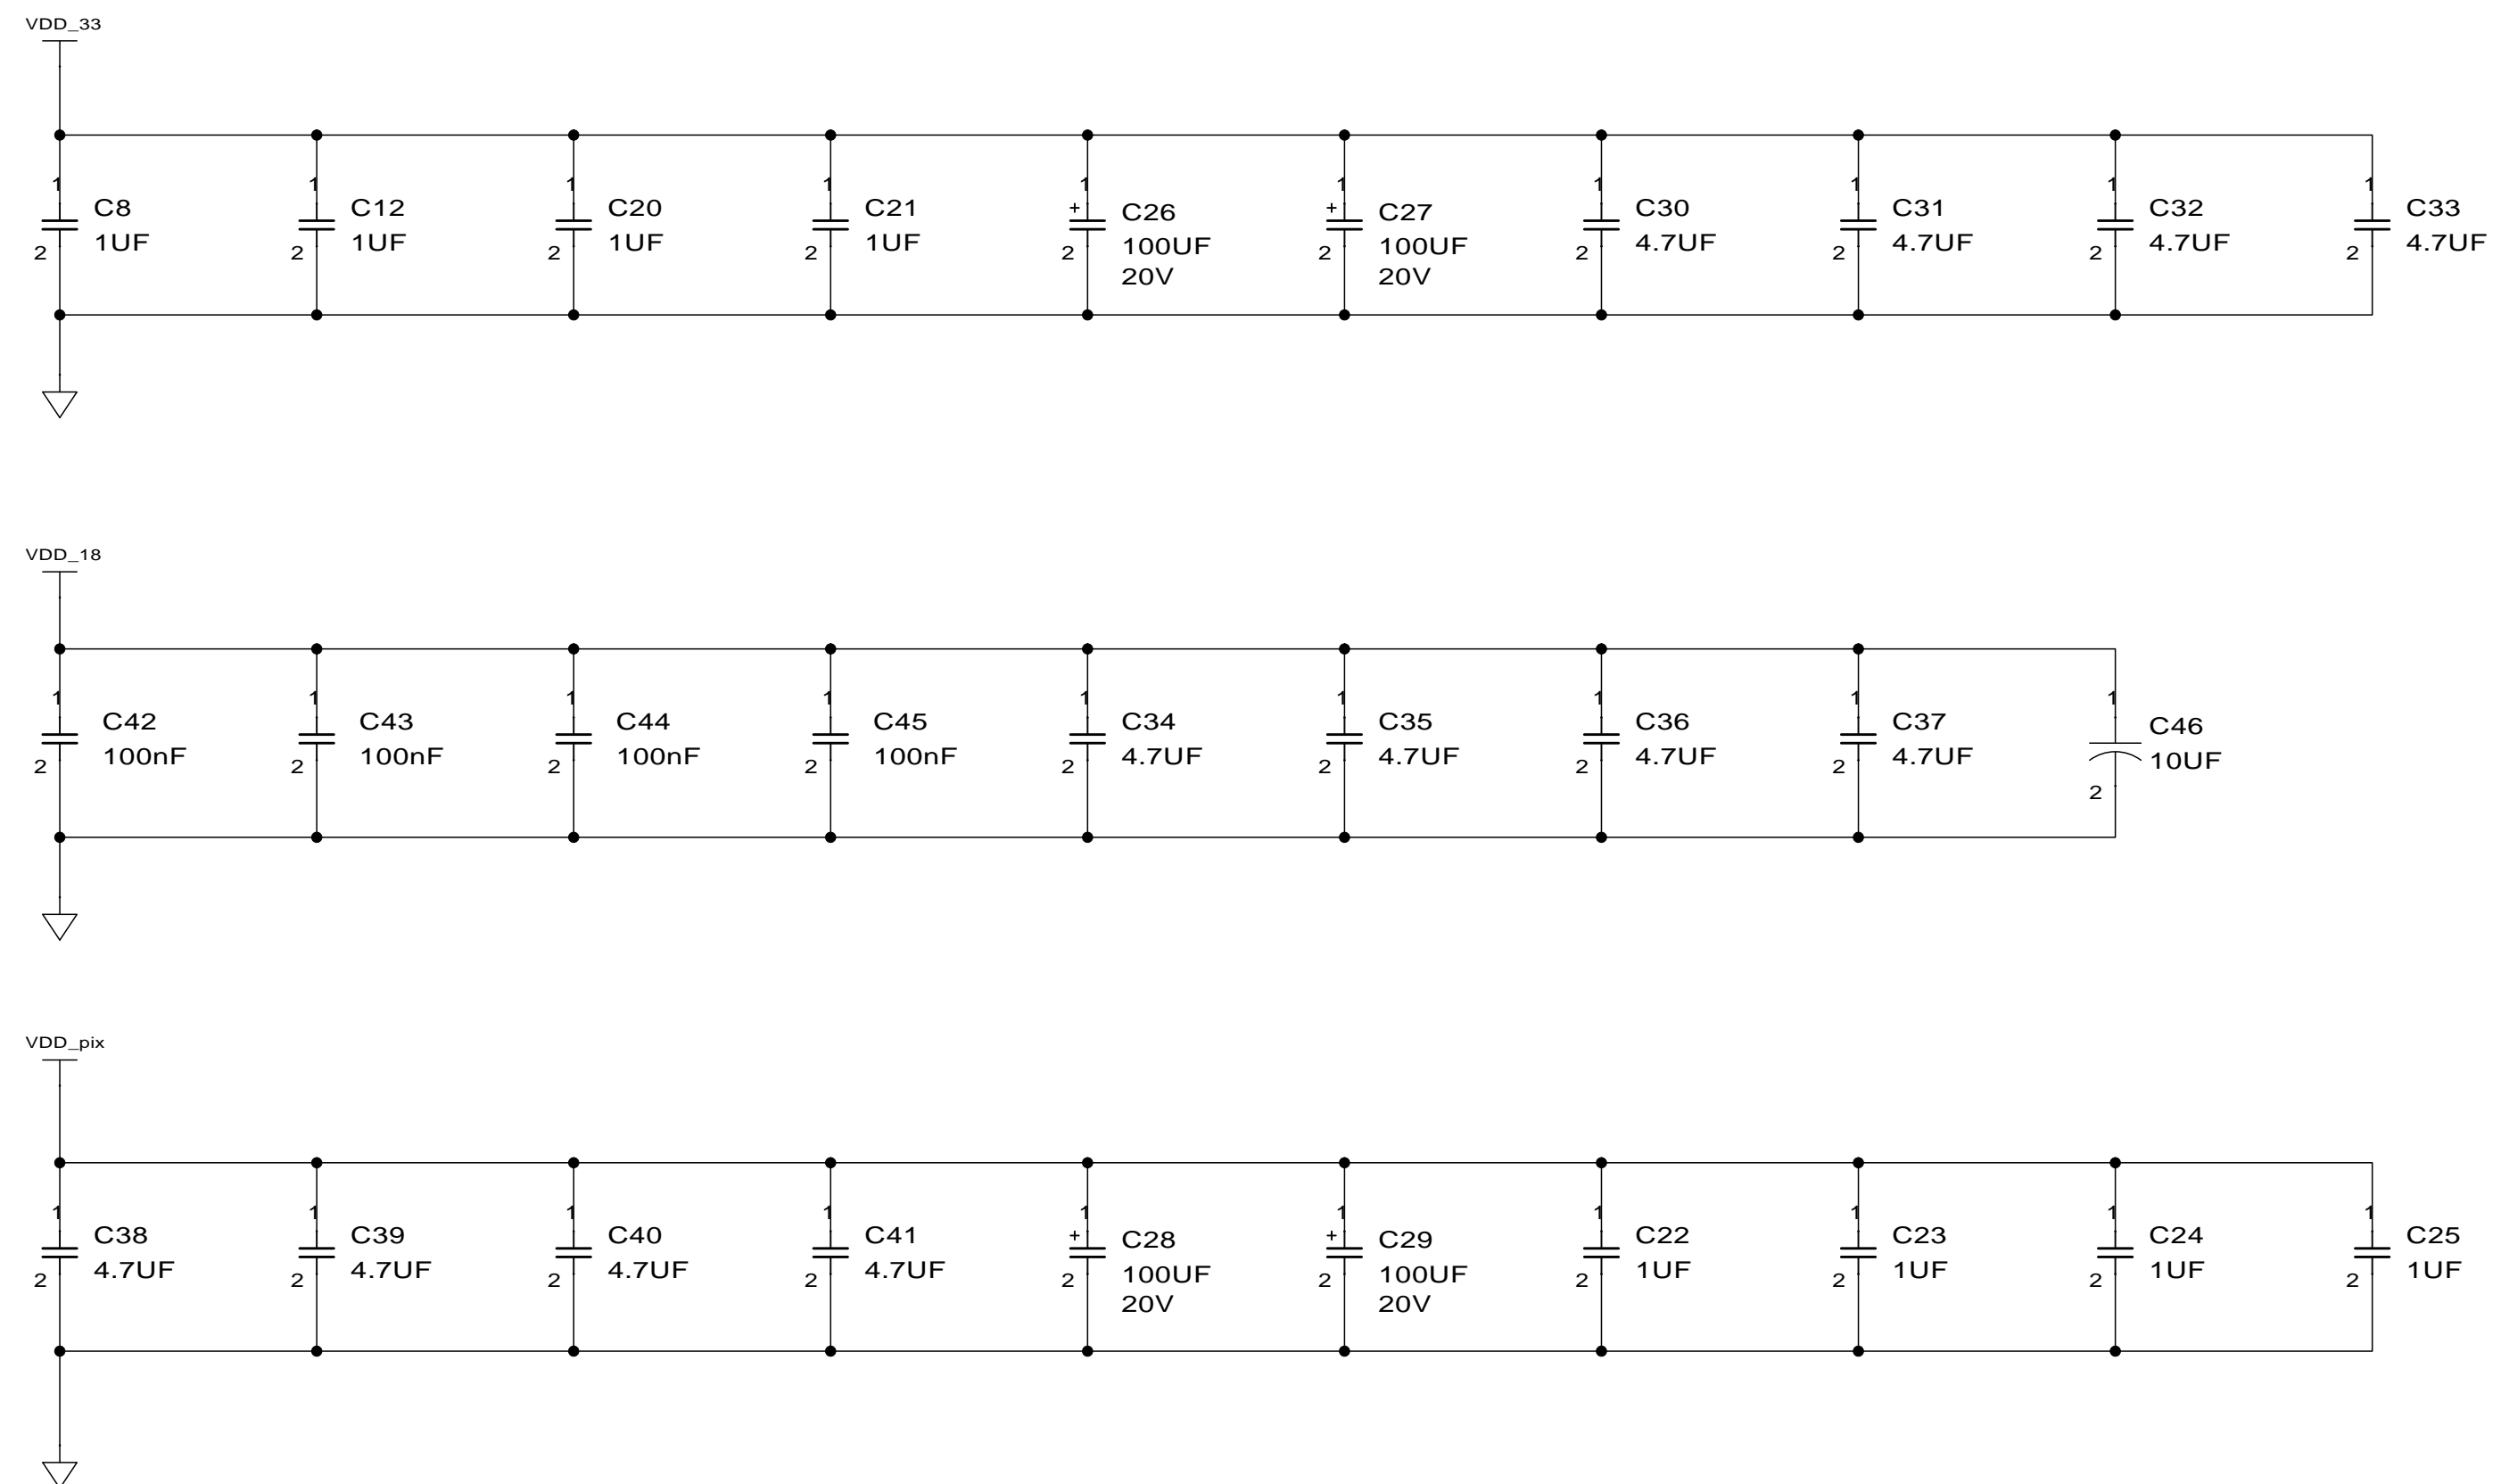 VDD_33
1 1 1 1 1 1 1 1 1 1
C8 C12 C20 C21 C26 C27 C30 C31 C32 C33
+ +
1UF 1UF 1UF 1UF 100UF 100UF 4.7UF 4.7UF 4.7UF 4.7UF
2 2 2 2 2 2 2 2 2 2
20V 20V
VDD_18
1 1 1 1 1 1 1 1 1
C42 C43 C44 C45 C34 C35 C36 C37 C46
100nF 100nF 100nF 100nF 4.7UF 4.7UF 4.7UF 4.7UF 10UF
2 2 2 2 2 2 2 2 2
VDD_pix
1 1 1 1 1 1 1 1 1 1
C38 C39 C40 C41 C28 C29 C22 C23 C24 C25
+ +
4.7UF 4.7UF 4.7UF 4.7UF 100UF 100UF 1UF 1UF 1UF 1UF
2 2 2 2 2 2 2 2 2 2
20V 20V